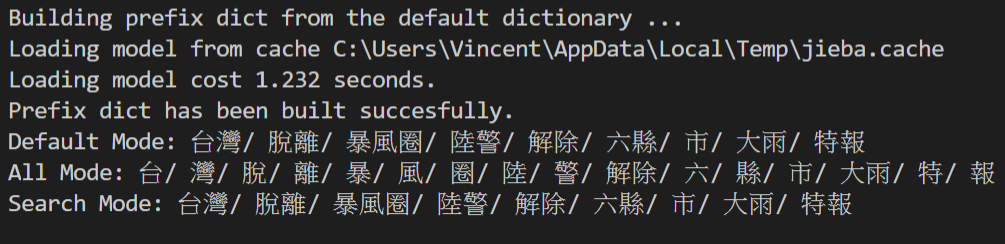 Building prefix dict from the default dictionary ...
Loading model from cache C:\Users\Vincent\AppData\Local\Temp\jieba.cache
Loading model cost 1.232 seconds.
Prefix dict has been built succesfully.
Default Mode: 台灣/ 脫離/ 暴風圈/ 陸警/ 解除/ 六縣/ 市/ 大雨/ 特報
All Mode: 台/ 灣/ 脫/ 離/ 暴/ 風/ 圈/ 陸/ 警/ 解除/ 六/ 縣/ 市/ 大雨/ 特/ 報
Search Mode: 台灣/ 脫離/ 暴風圈/ 陸警/ 解除/ 六縣/ 市/ 大雨/ 特報